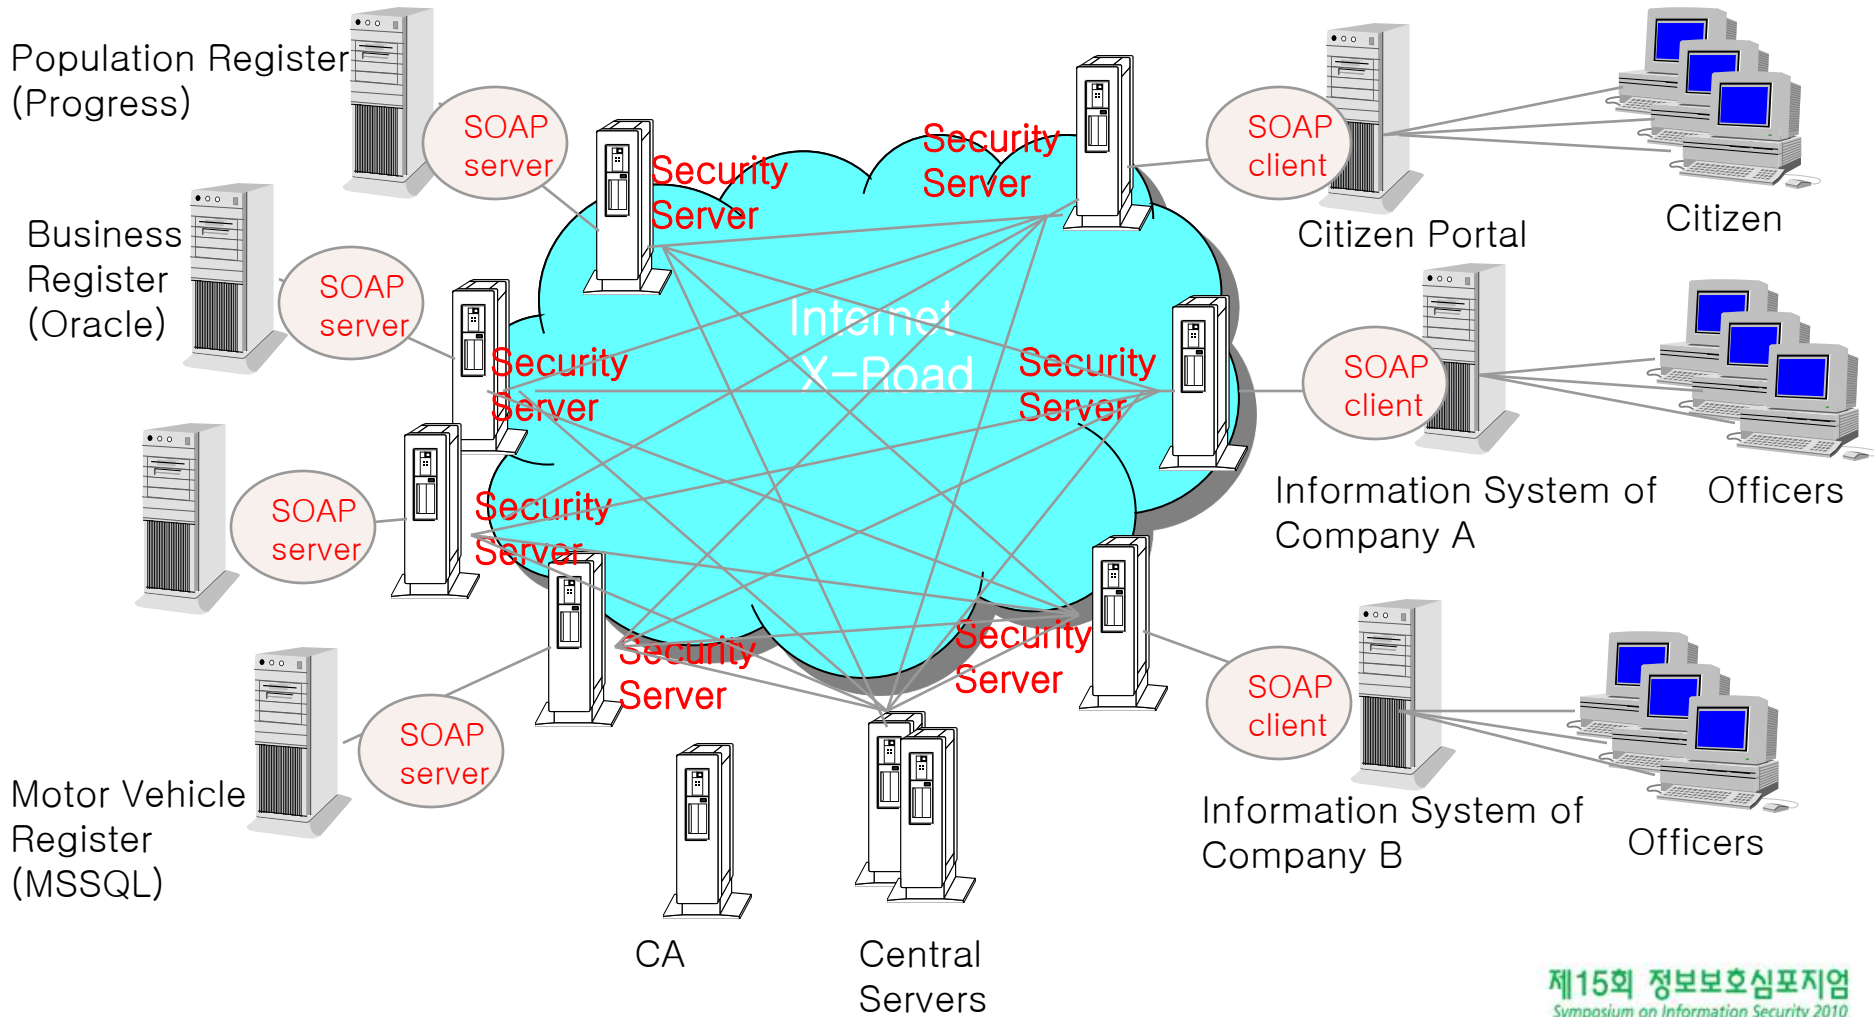 Population Register
(Progress)
SOAP
server
Security
Server
Security
Server
SOAP
client
Citizen Portal
Citizen
Business
Register
(Oracle)
SOAP
server
Security
Server
Internet
X-Road
Security
Server
SOAP
client
Information System of
Company A
Officers
SOAP
server
Security
Server
Motor Vehicle
Register
(MSSQL)
SOAP
server
Security
Server
Security
Server
SOAP
client
Information System of
Company B
Officers
CA
Central
Servers
제15회 정보보호심포지엄
Symposium on Information Security 2010